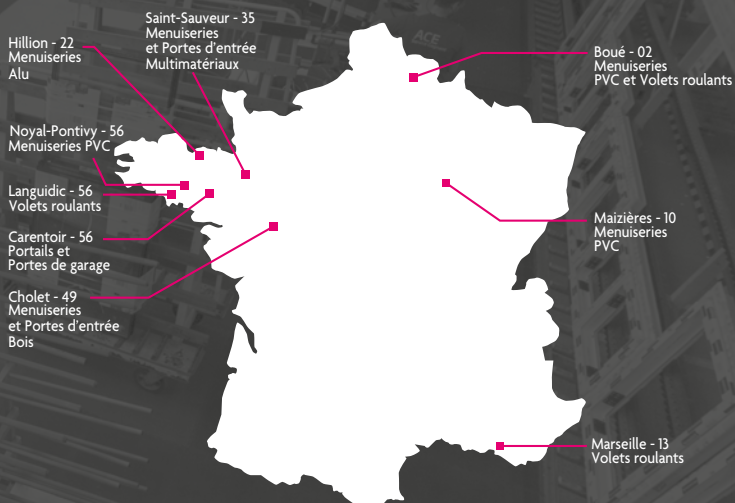 Saint-Sauveur - 35
Menuiseries
et Portes d'entrée
Multimatériaux
Hillion - 22
Menuiseries
Alu
Noyal-Pontivy - 56
Menuiseries PVC
Languidic - 56
Volets roulants
Carentoir - 56
Portails et
Portes de garage
Cholet - 49
Menuiseries
et Portes d'entrée
Bois
ACE
Boué - 02
Menuiseries
PVC et Volets roulants
Maizières - 10
Menuiseries
PVC
Marseille - 13
Volets roulants